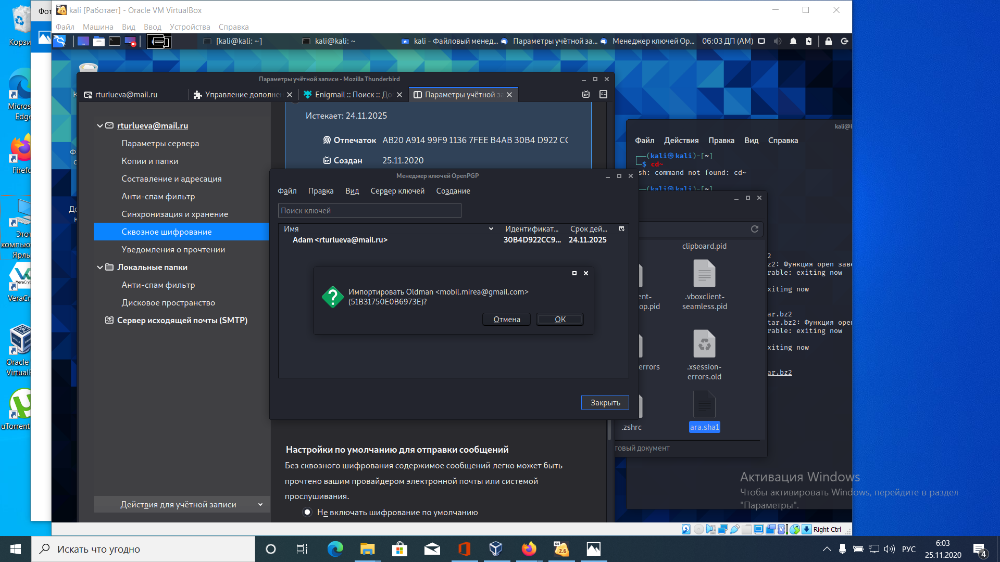 Фот
kali [Работает] - Oracle VM VirtualBox
Файл Машина Вид Ввод Устройства Справка
[kali@kali: ~] kali@kali: ~ kali - Файловый менед... Параметры учётной за... Менеджер ключей Op... 06:03 ДП (AM)
Корзи
Microso
Edge
Firefo
Этот
компью
Ярлы
VeraCry
VeraCr
Oracle
VirtualB
uTorrent
Параметры учётной записи - Mozilla Thunderbird
rturlueva@mail.ru
Управление дополнен
Enigmail :: Поиск :: До
Параметры учётной за
rturlueva@mail.ru
Параметры сервера
Копии и папки
Составление и адресация
Анти-спам фильтр
Синхронизация и хранение
Сквозное шифрование
Уведомления о прочтении
Локальные папки
Анти-спам фильтр
Дисковое пространство
Сервер исходящей почты (SMTP)
Действия для учётной записи
Истекает: 24.11.2025
Отпечаток AB20 A914 99F9 1136 7FEE B4AB 30B4 D922 CC
Создан 25.11.2020
Менеджер ключей OpenPGP
Файл Правка Вид Сервер ключей Создание
Поиск ключей
Имя Идентификат... Срок дей...
Adam <rturlueva@mail.ru> 30B4D922CC9... 24.11.2025
Импортировать Oldman <mobil.mirea@gmail.com>
(51B31750E0B6973E)?
Отмена OK
Закрыть
Настройки по умолчанию для отправки сообщений
Без сквозного шифрования содержимое сообщений легко может быть
прочтено вашим провайдером электронной почты или системой
прослушивания.
Не включать шифрование по умолчанию
kali@k
Файл Действия Правка Вид Справка
(kali㉿kali)-[~]
$ cd~
sh: command not found: cd~
(kali㉿kali)-[~]
2
z2: Функция open заве
rable: exiting now
xiting now
ar.bz2
tar.bz2: Функция open
rable: exiting now
xiting now
ar.bz2
clipboard.pid
ent-
op.pid
.vboxclient-
seamless.pid
errors
.xsession-
errors.old
.zshrc
ara.sha1
товый документ
Активация Windows
Чтобы активировать Windows, перейдите в раздел
"Параметры".
Right Ctrl
Искать что угодно
64
2.6
РУС
6:03
25.11.2020
4